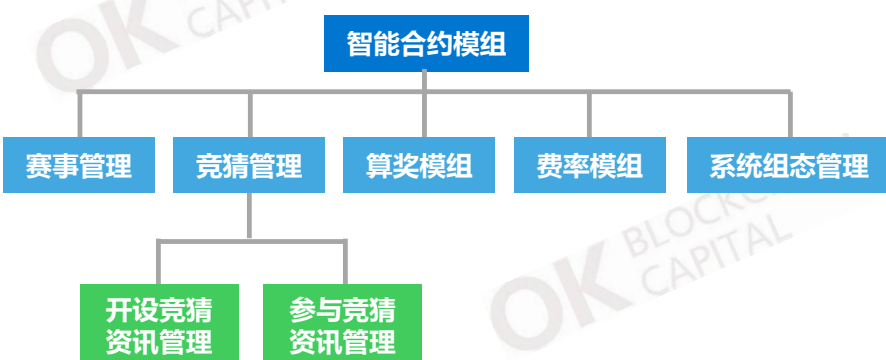 OK CAPITAL
智能合约模组
赛事管理
竞猜管理
算奖模组
费率模组
系统组态管理
开设竞猜
资讯管理
参与竞猜
资讯管理
OK BLOCKCHAIN
CAPITAL